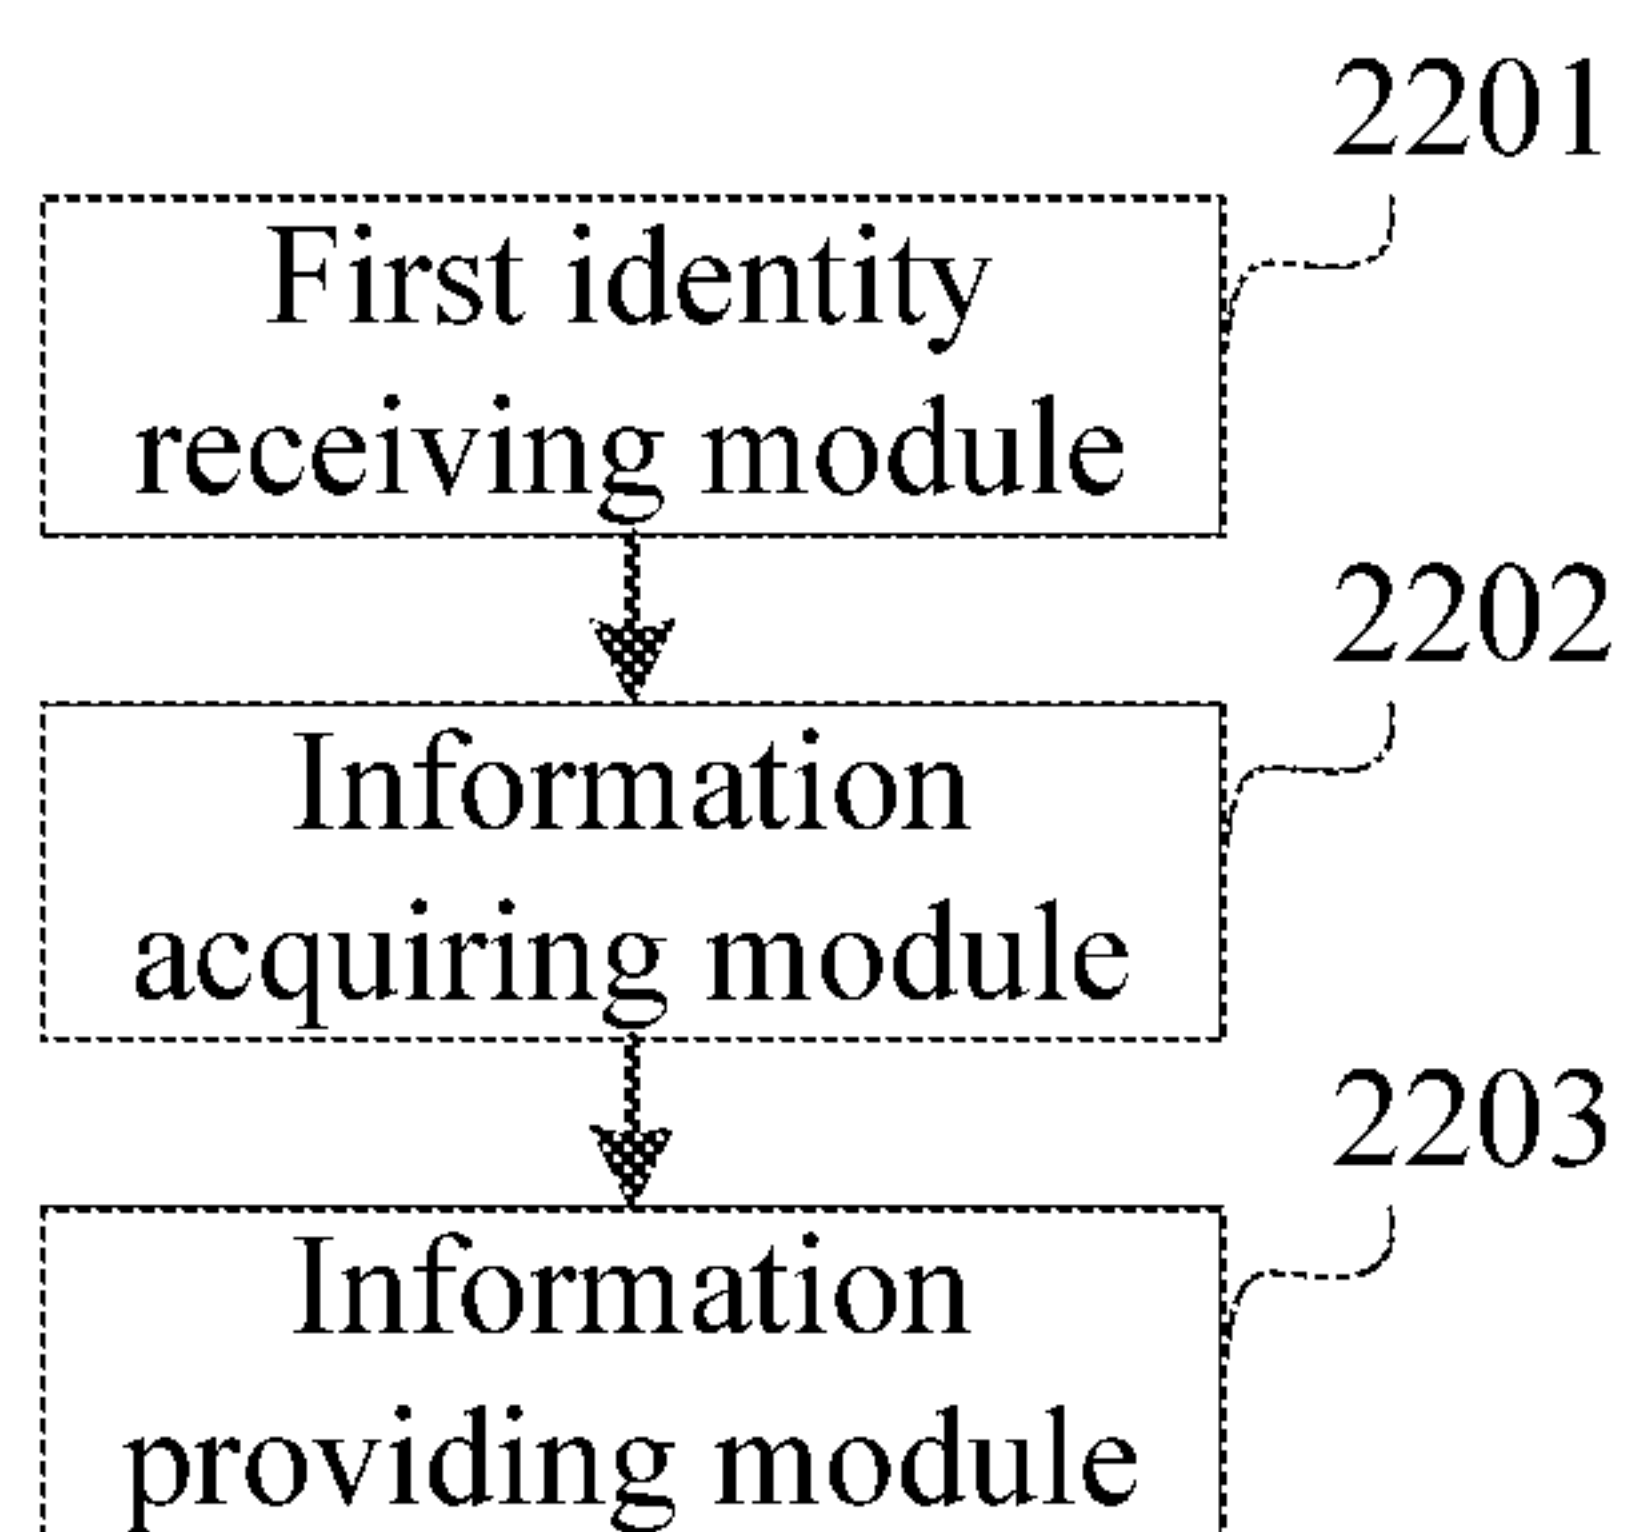 2201
First identity
receiving module
2202
Information
acquiring module
2203
Information
providing module